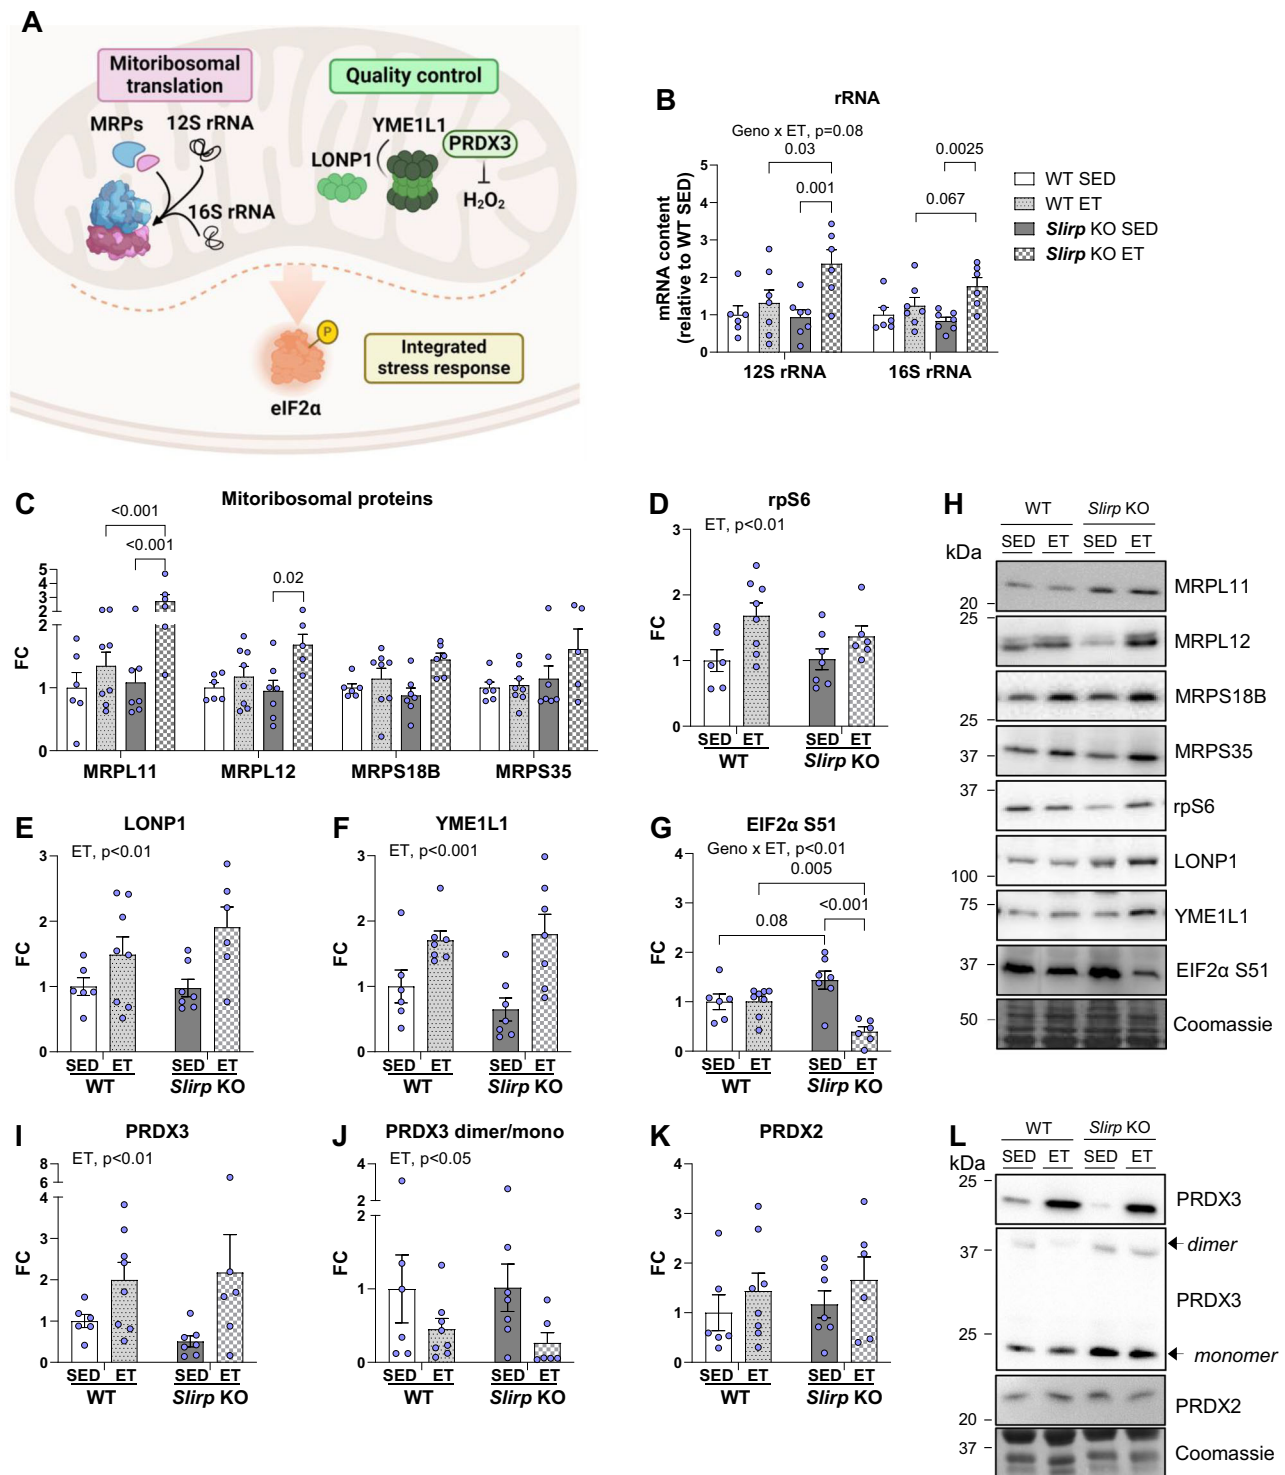 A
Mitoribosomal
translation
Quality control
MRPs
12S rRNA
16S rRNA
YME1L1
LONP1
PRDX3
H₂O₂
P
Integrated
stress response
eIF2α
B
rRNA
Geno x ET, p=0.08
0.03
0.0025
0.001
0.067
mRNA content
(relative to WT SED)
5
4
3
2
1
0
12S rRNA
16S rRNA
WT SED
WT ET
Slirp KO SED
Slirp KO ET
C
Mitoribosomal proteins
<0.001
<0.001
0.02
FC
5
4
3
2
2
1
0
MRPL11
MRPL12
MRPS18B
MRPS35
D
rpS6
ET, p<0.01
FC
3
2
1
0
SED ET
SED ET
WT
Slirp KO
H
WT
Slirp KO
SED ET SED ET
kDa
MRPL11
20
25
MRPL12
MRPS18B
25
MRPS35
37
37
rpS6
LONP1
100
75
YME1L1
37
EIF2α S51
50
Coomassie
E
LONP1
ET, p<0.01
FC
3
2
1
0
SED ET
SED ET
WT
Slirp KO
F
YME1L1
ET, p<0.001
FC
3
2
1
0
SED ET
SED ET
WT
Slirp KO
G
EIF2α S51
Geno x ET, p<0.01
0.005
<0.001
0.08
FC
4
3
2
1
0
SED ET
SED ET
WT
Slirp KO
I
PRDX3
ET, p<0.01
FC
8
6
4
2
1
0
SED ET
SED ET
WT
Slirp KO
J
PRDX3 dimer/mono
ET, p<0.05
FC
4
2
2
1
0
SED ET
SED ET
WT
Slirp KO
K
PRDX2
FC
4
3
2
1
0
SED ET
SED ET
WT
Slirp KO
L
WT
Slirp KO
SED ET SED ET
kDa
25
PRDX3
37
dimer
PRDX3
25
monomer
PRDX2
20
37
Coomassie